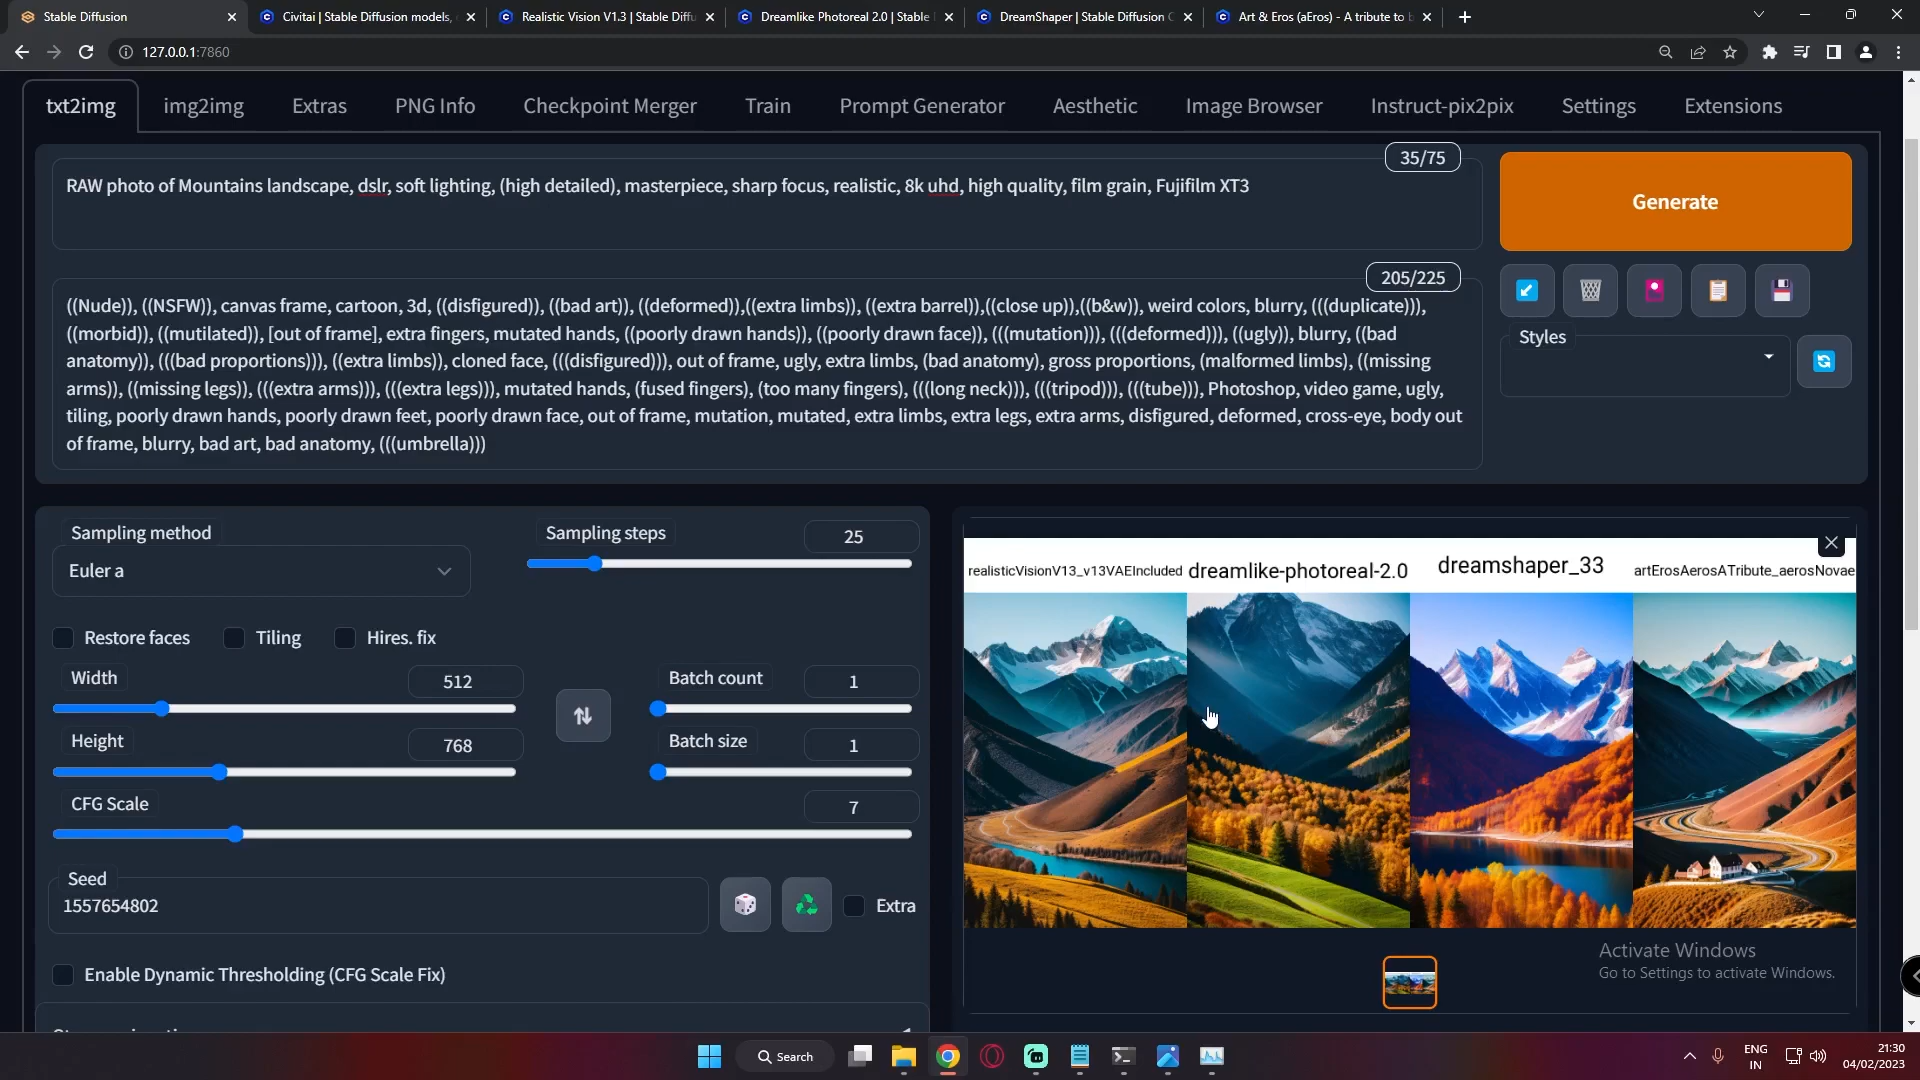 Stable Diffusion
Civitai | Stable Diffusion models,
Realistic Vision V1.3 | Stable Diffu
Dreamlike Photoreal 2.0 | Stable
DreamShaper | Stable Diffusion C
Art & Eros (aEros) - A tribute to b
127.0.0.1:7860
txt2img
img2img
Extras
PNG Info
Checkpoint Merger
Train
Prompt Generator
Aesthetic
Image Browser
Instruct-pix2pix
Settings
Extensions
35/75
RAW photo of Mountains landscape, dslr, soft lighting, (high detailed), masterpiece, sharp focus, realistic, 8k uhd, high quality, film grain, Fujifilm XT3
Generate
205/225
((Nude)), ((NSFW)), canvas frame, cartoon, 3d, ((disfigured)), ((bad art)), ((deformed)),((extra limbs)), ((extra barrel)),((close up)),((b&w)), weird colors, blurry, (((duplicate))),
((morbid)), ((mutilated)), [out of frame], extra fingers, mutated hands, ((poorly drawn hands)), ((poorly drawn face)), (((mutation))), (((deformed))), ((ugly)), blurry, ((bad
anatomy)), (((bad proportions))), ((extra limbs)), cloned face, (((disfigured))), out of frame, ugly, extra limbs, (bad anatomy), gross proportions, (malformed limbs), ((missing
arms)), ((missing legs)), (((extra arms))), (((extra legs))), mutated hands, (fused fingers), (too many fingers), (((long neck))), (((tripod))), (((tube))), Photoshop, video game, ugly,
tiling, poorly drawn hands, poorly drawn feet, poorly drawn face, out of frame, mutation, mutated, extra limbs, extra legs, extra arms, disfigured, deformed, cross-eye, body out
of frame, blurry, bad art, bad anatomy, (((umbrella)))
Styles
Sampling method
Euler a
Sampling steps
25
Restore faces
Tiling
Hires. fix
Width
512
Batch count
1
Height
768
Batch size
1
CFG Scale
7
Seed
1557654802
Extra
Enable Dynamic Thresholding (CFG Scale Fix)
realisticVisionV13_v13VAEIncluded
dreamlike-photoreal-2.0
dreamshaper_33
artErosAerosATribute_aerosNovae
Activate Windows
Go to Settings to activate Windows.
Search
ENG
IN
21:30
04/02/2023